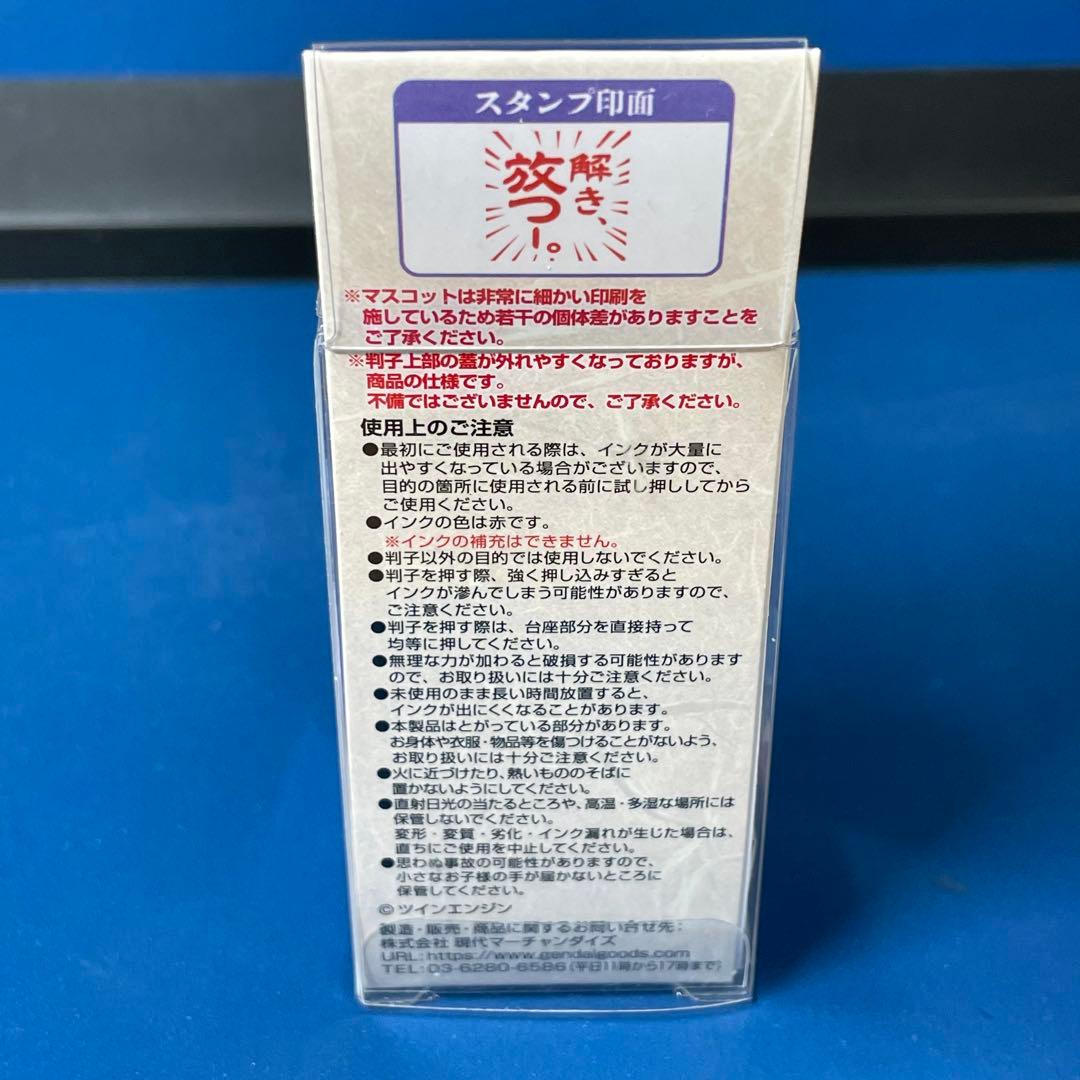 スタンプ印面
解き、
放つー。
※マスコットは非常に細かい印刷を
施しているため若干の個体差がありますことを
ご了承ください。
※判子上部の蓋が外れやすくなっておりますが、
商品の仕様です。
不備ではございませんので、ご了承ください。
使用上のご注意
●最初にご使用される際は、インクが大量に
出やすくなっている場合がございますので、
目的の箇所に使用される前に試し押ししてから
ご使用ください。
●インクの色は赤です。
※インクの補充はできません。
●判子以外の目的では使用しないでください。
●判子を押す際、強く押し込みすぎると
インクが滲んでしまう可能性がありますので、
ご注意ください。
●判子を押す際は、台座部分を直接持って
均等に押してください。
●無理な力が加わると破損する可能性があります
ので、お取り扱いには十分ご注意ください。
●未使用のまま長い時間放置すると、
インクが出にくくなることがあります。
●本製品はとがっている部分があります。
お身体や衣服・物品等を傷つけることがないよう、
お取り扱いには十分ご注意ください。
●火に近づけたり、熱いもののそばに
置かないようにしてください。
●直射日光の当たるところや、高温・多湿な場所には
保管しないでください。
変形・変質・劣化・インク漏れが生じた場合は、
直ちにご使用を中止してください。
●思わぬ事故の可能性がありますので、
小さなお子様の手が届かないところに
保管してください。
©ツインエンジン
製造・販売・商品に関するお問い合せ先：
株式会社 現代マーチャンダイズ
URL:https://www.gendaigoods.com
TEL:03-6280-6586(平日11時から17時まで)